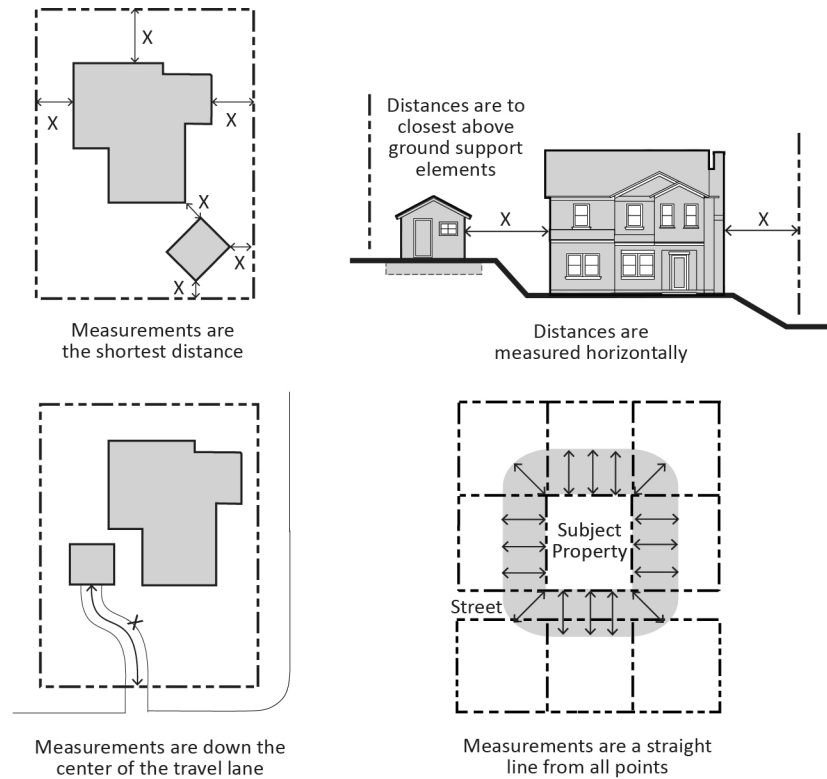 X
X
X
X
X
X
Measurements are
the shortest distance
Distances are to
closest above
ground support
elements
X
X
Distances are
measured horizontally
X
Measurements are down the
center of the travel lane
Subject
Property
Street
Measurements are a straight
line from all points